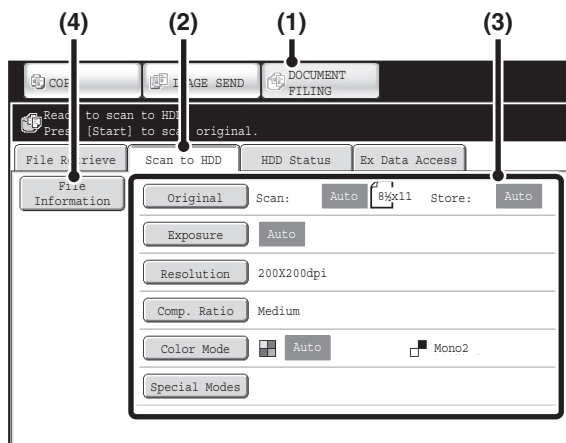 (4) (2) (1) (3)
COPY IMAGE SEND DOCUMENT
FILING
Ready to scan to HDD.
Press [Start] to scan original.
File Retrieve Scan to HDD HDD Status Ex Data Access
File
Information
Original Scan: Auto 8½x11 Store: Auto
Exposure Auto
Resolution 200X200dpi
Comp. Ratio Medium
Color Mode Auto Mono2
Special Modes